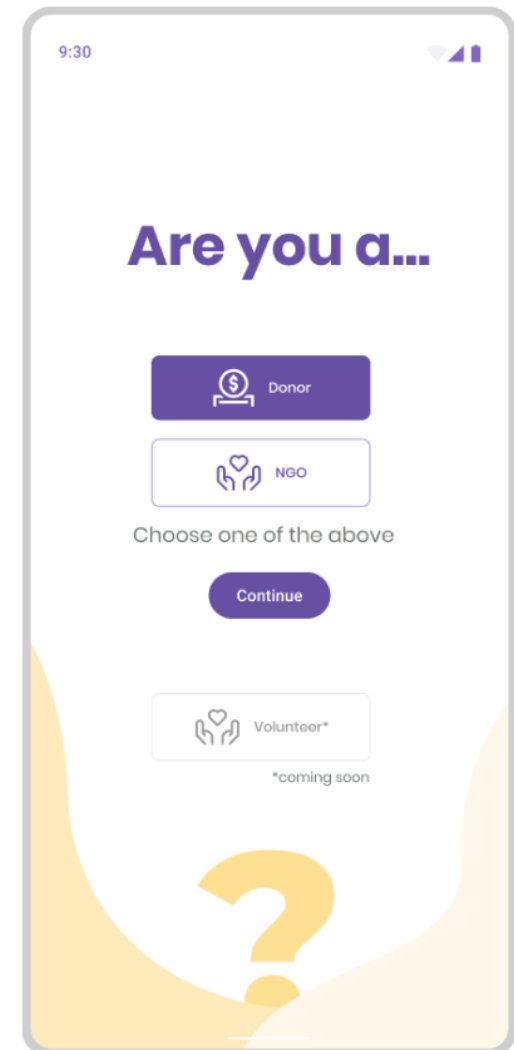 9:30
Are you a...
$ Donor
NGO
Choose one of the above
Continue
Volunteer*
*coming soon
?